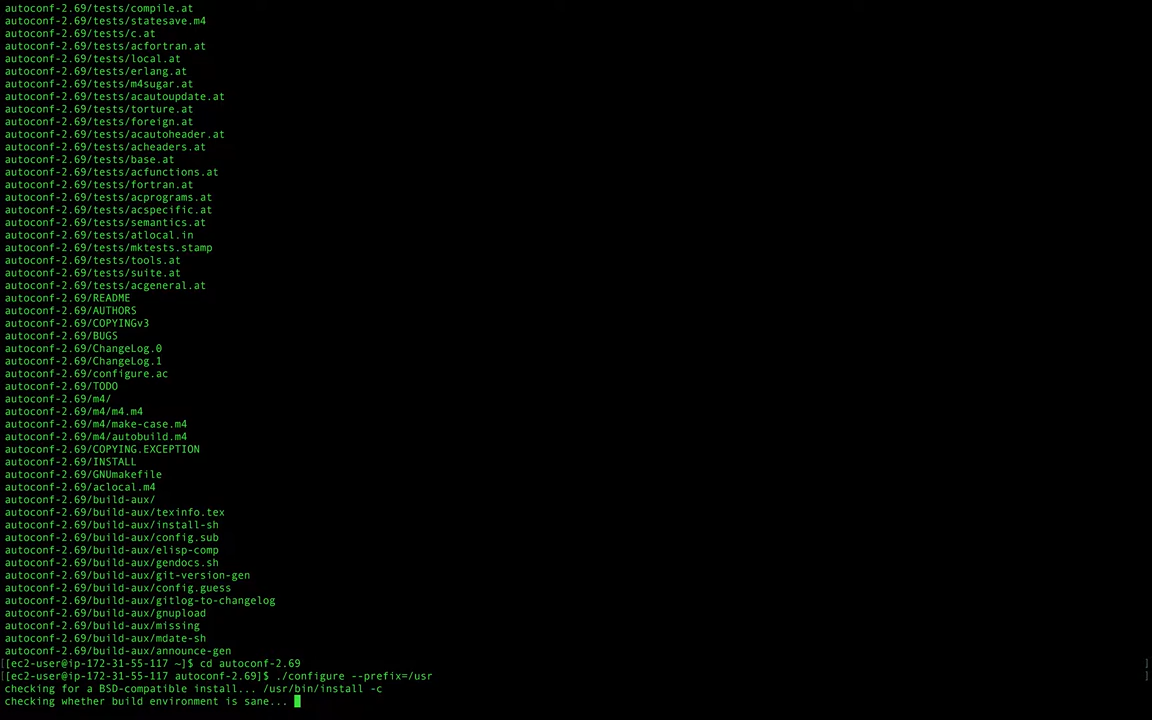 autoconf-2.69/tests/compile.at
autoconf-2.69/tests/statesave.m4
autoconf-2.69/tests/c.at
autoconf-2.69/tests/acfortran.at
autoconf-2.69/tests/local.at
autoconf-2.69/tests/erlang.at
autoconf-2.69/tests/m4sugar.at
autoconf-2.69/tests/acautoupdate.at
autoconf-2.69/tests/torture.at
autoconf-2.69/tests/foreign.at
autoconf-2.69/tests/acautoheader.at
autoconf-2.69/tests/acheaders.at
autoconf-2.69/tests/base.at
autoconf-2.69/tests/acfunctions.at
autoconf-2.69/tests/fortran.at
autoconf-2.69/tests/acprograms.at
autoconf-2.69/tests/acspecific.at
autoconf-2.69/tests/semantics.at
autoconf-2.69/tests/atlocal.in
autoconf-2.69/tests/mktests.stamp
autoconf-2.69/tests/tools.at
autoconf-2.69/tests/suite.at
autoconf-2.69/tests/acgeneral.at
autoconf-2.69/README
autoconf-2.69/AUTHORS
autoconf-2.69/COPYINGv3
autoconf-2.69/BUGS
autoconf-2.69/ChangeLog.0
autoconf-2.69/ChangeLog.1
autoconf-2.69/configure.ac
autoconf-2.69/TODO
autoconf-2.69/m4/
autoconf-2.69/m4/m4.m4
autoconf-2.69/m4/make-case.m4
autoconf-2.69/m4/autobuild.m4
autoconf-2.69/COPYING.EXCEPTION
autoconf-2.69/INSTALL
autoconf-2.69/GNUmakefile
autoconf-2.69/aclocal.m4
autoconf-2.69/build-aux/
autoconf-2.69/build-aux/texinfo.tex
autoconf-2.69/build-aux/install-sh
autoconf-2.69/build-aux/config.sub
autoconf-2.69/build-aux/elisp-comp
autoconf-2.69/build-aux/gendocs.sh
autoconf-2.69/build-aux/git-version-gen
autoconf-2.69/build-aux/config.guess
autoconf-2.69/build-aux/gitlog-to-changelog
autoconf-2.69/build-aux/gnupload
autoconf-2.69/build-aux/missing
autoconf-2.69/build-aux/mdate-sh
autoconf-2.69/build-aux/announce-gen
[[ec2-user@ip-172-31-55-117 ~]$ cd autoconf-2.69 ]
[[ec2-user@ip-172-31-55-117 autoconf-2.69]$ ./configure --prefix=/usr ]
checking for a BSD-compatible install... /usr/bin/install -c
checking whether build environment is sane...